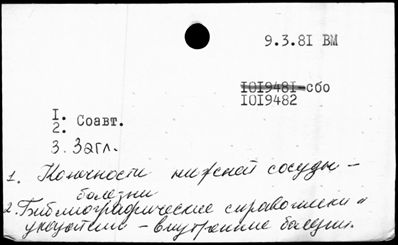 9.3.81 ВМ
1019481-сбо
1019482
1. Соавт.
2.
3. Загл.
1. Конечности нижней сосуды -
болезни
2. Библиографические справочники и
указатели - внутренние болезни.